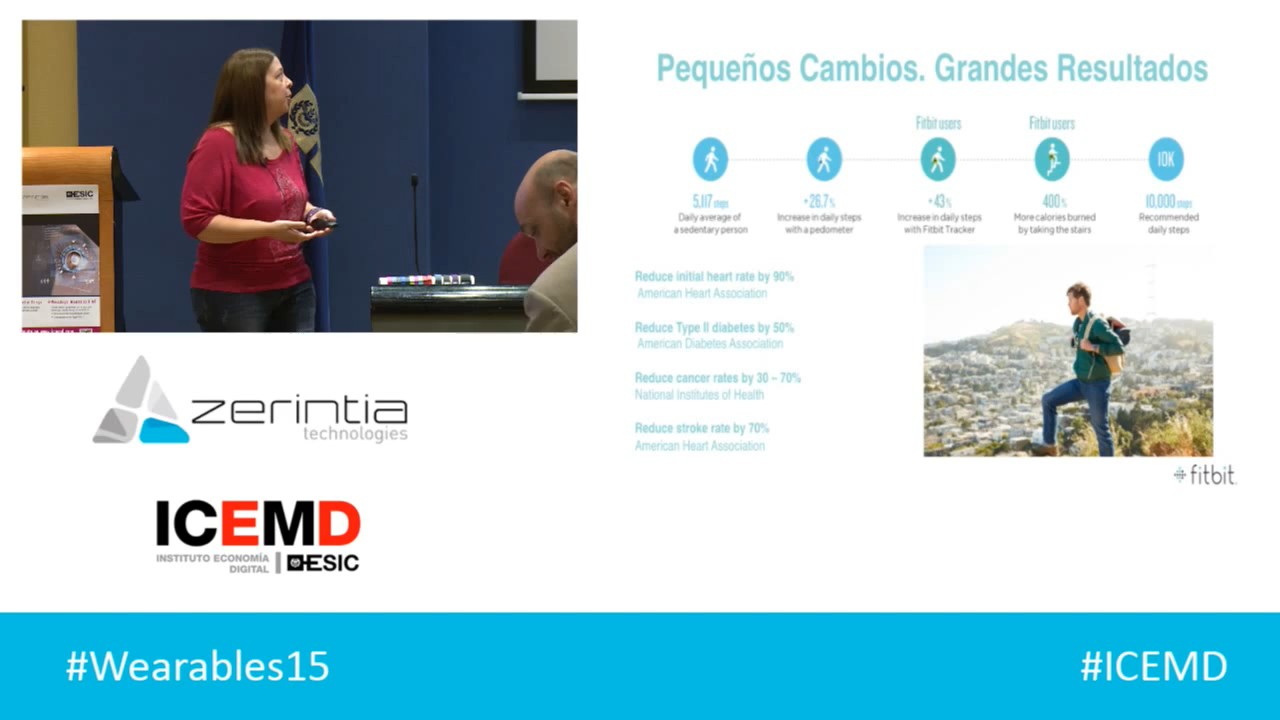 ESIC
Pequeños Cambios. Grandes Resultados
Fitbit users
Fitbit users
10K
5,117 steps
Daily average of
a sedentary person
+26.7%
Increase in daily steps
with a pedometer
+43%
Increase in daily steps
with Fitbit Tracker
400%
More calories burned
by taking the stairs
10,000 steps
Recommended
daily steps
Reduce initial heart rate by 90%
American Heart Association
Reduce Type II diabetes by 50%
American Diabetes Association
Reduce cancer rates by 30 – 70%
National Institutes of Health
Reduce stroke rate by 70%
American Heart Association
fitbit
zerintia
technologies
ICEMD
INSTITUTO ECONOMÍA
DIGITAL
ESIC
#Wearables15
#ICEMD